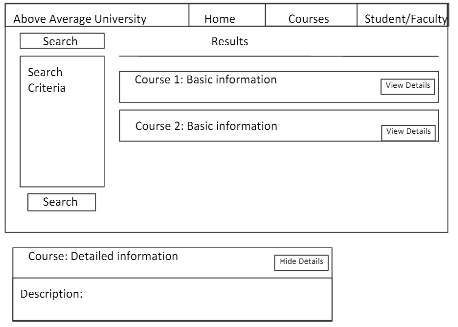 Above Average University Home Courses Student/Faculty
Search
Results
Search
Criteria
Course 1: Basic information
View Details
Course 2: Basic information
View Details
Search
Course: Detailed information
Hide Details
Description: